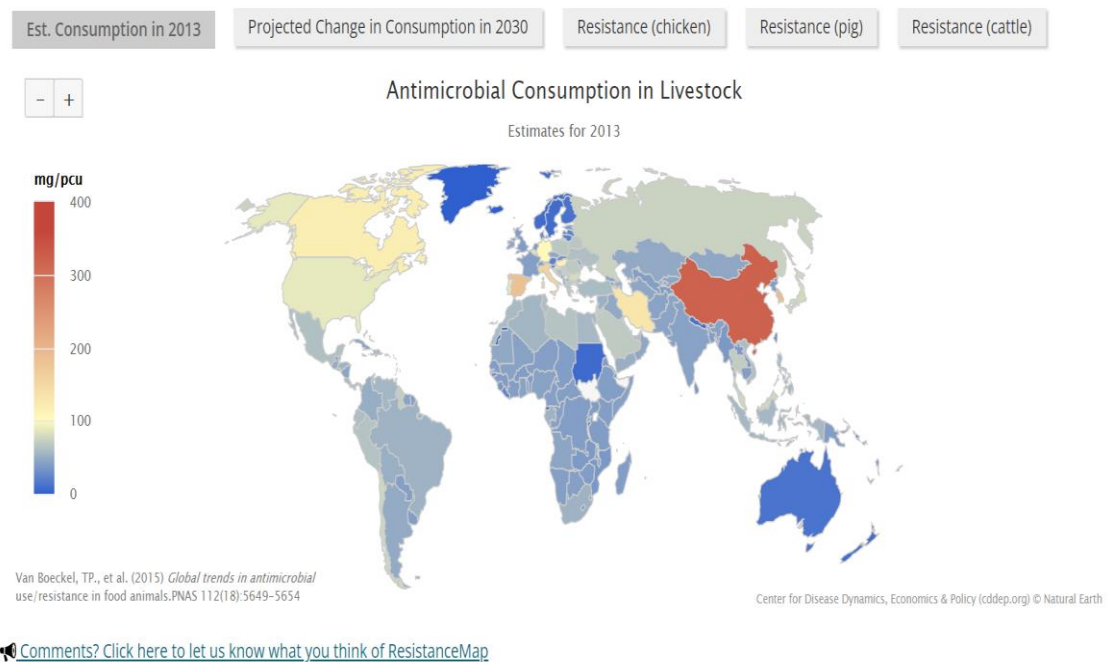 Est. Consumption in 2013
Projected Change in Consumption in 2030
Resistance (chicken)
Resistance (pig)
Resistance (cattle)
- +
Antimicrobial Consumption in Livestock
Estimates for 2013
mg/pcu
400
300
200
100
0
Van Boeckel, TP., et al. (2015) Global trends in antimicrobial
use/resistance in food animals.PNAS 112(18):5649–5654
Center for Disease Dynamics, Economics & Policy (cddep.org) © Natural Earth
Comments? Click here to let us know what you think of ResistanceMap